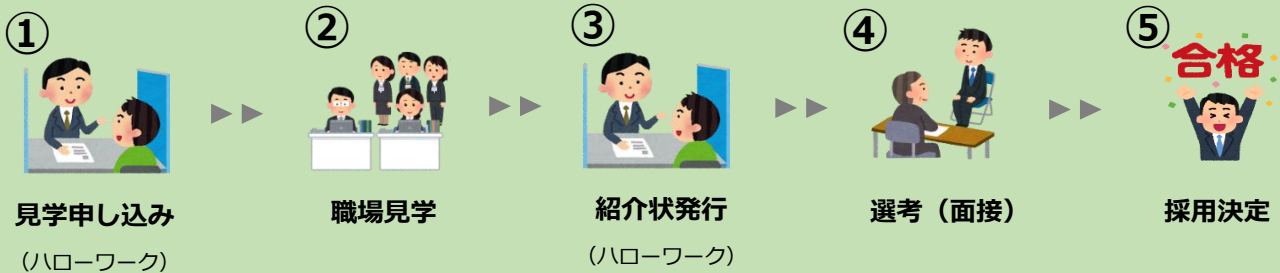 ①
見学申し込み
（ハローワーク）
②
職場見学
③
紹介状発行
（ハローワーク）
④
選考（面接）
⑤
合格
採用決定